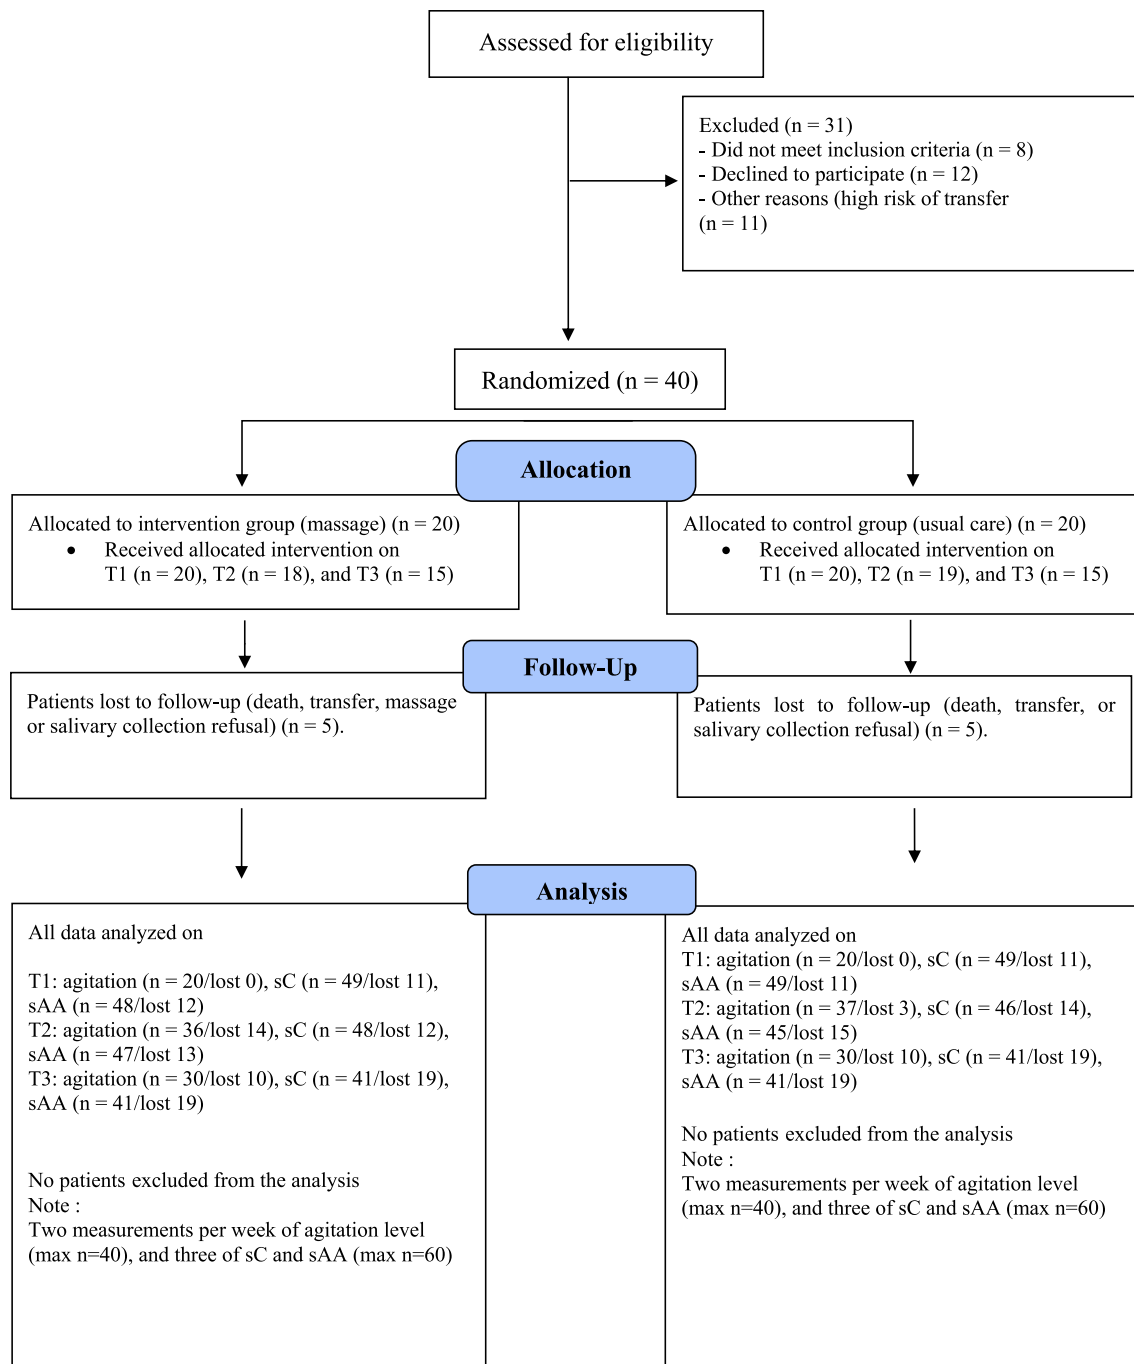 Assessed for eligibility
Excluded (n = 31)
- Did not meet inclusion criteria (n = 8)
- Declined to participate (n = 12)
- Other reasons (high risk of transfer
(n = 11)
Randomized (n = 40)
Allocation
Allocated to intervention group (massage) (n = 20)
• Received allocated intervention on
T1 (n = 20), T2 (n = 18), and T3 (n = 15)
Allocated to control group (usual care) (n = 20)
• Received allocated intervention on
T1 (n = 20), T2 (n = 19), and T3 (n = 15)
Follow-Up
Patients lost to follow-up (death, transfer, massage
or salivary collection refusal) (n = 5).
Patients lost to follow-up (death, transfer, or
salivary collection refusal) (n = 5).
Analysis
All data analyzed on
T1: agitation (n = 20/lost 0), sC (n = 49/lost 11),
sAA (n = 48/lost 12)
T2: agitation (n = 36/lost 14), sC (n = 48/lost 12),
sAA (n = 47/lost 13)
T3: agitation (n = 30/lost 10), sC (n = 41/lost 19),
sAA (n = 41/lost 19)
No patients excluded from the analysis
Note :
Two measurements per week of agitation level
(max n=40), and three of sC and sAA (max n=60)
All data analyzed on
T1: agitation (n = 20/lost 0), sC (n = 49/lost 11),
sAA (n = 49/lost 11)
T2: agitation (n = 37/lost 3), sC (n = 46/lost 14),
sAA (n = 45/lost 15)
T3: agitation (n = 30/lost 10), sC (n = 41/lost 19),
sAA (n = 41/lost 19)
No patients excluded from the analysis
Note :
Two measurements per week of agitation level
(max n=40), and three of sC and sAA (max n=60)